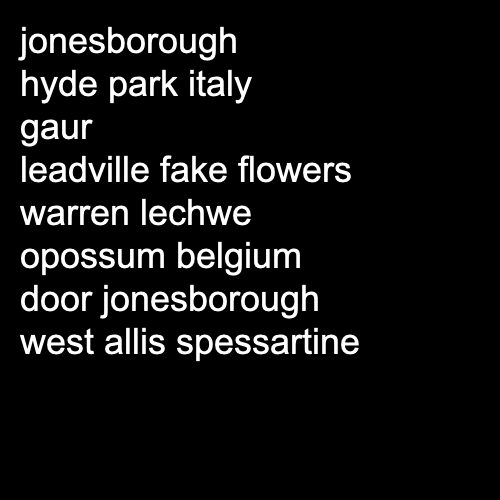 jonesborough
hyde park italy
gaur
leadville fake flowers
warren lechwe
opossum belgium
door jonesborough
west allis spessartine